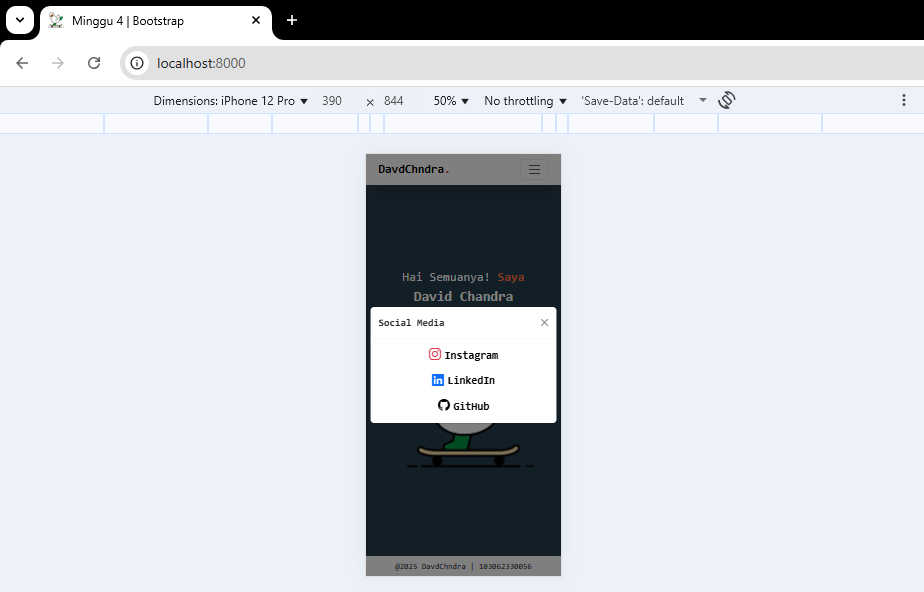 Minggu 4 | Bootstrap
localhost:8000
Dimensions: iPhone 12 Pro 390 × 844 50% No throttling 'Save-Data': default
DavdChndra.
Hai Semuanya! Saya
David Chandra
Social Media
Instagram
LinkedIn
GitHub
@2025 DavdChndra | 103062330056